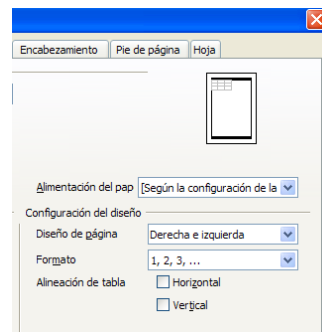 Encabezamiento Pie de página Hoja
Alimentación del pap [Según la configuración de la
Configuración del diseño
Diseño de página Derecha e izquierda
Formato 1, 2, 3, ...
Alineación de tabla Horizontal
Vertical